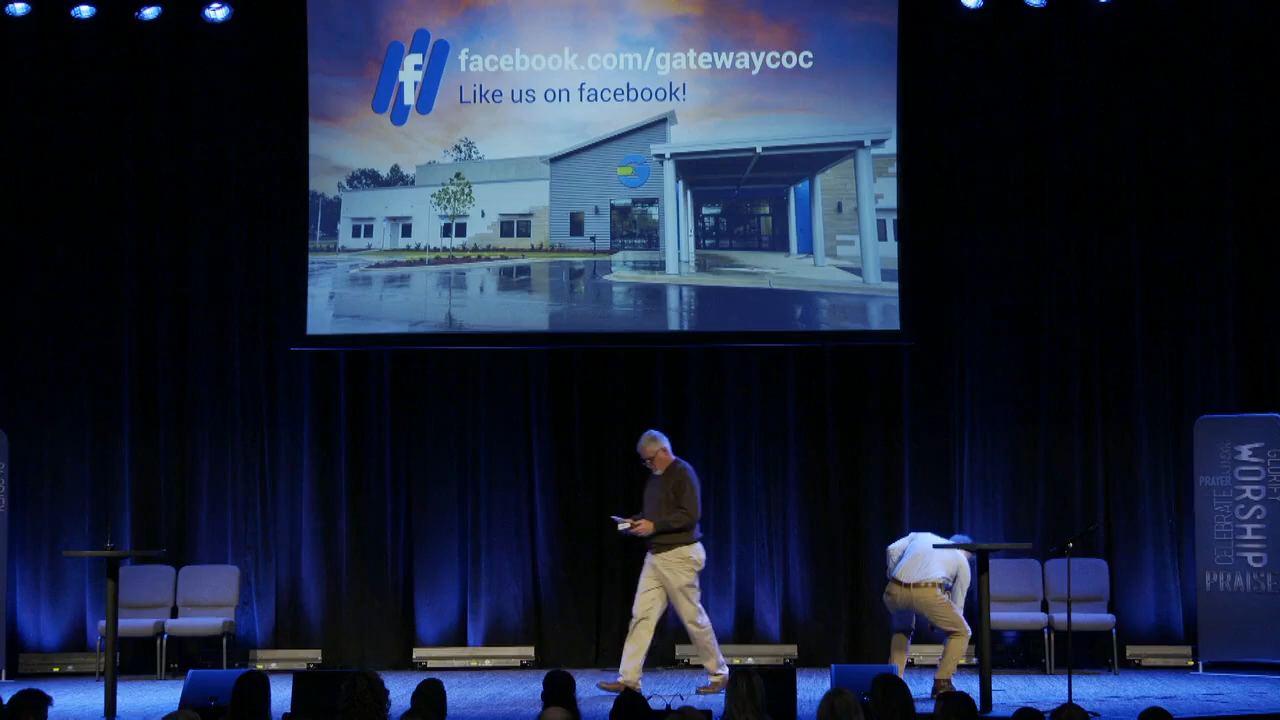 f
facebook.com/gatewaycoc
Like us on facebook!
WORSHIP
PRAYER
CELEBRATE
PRAISE